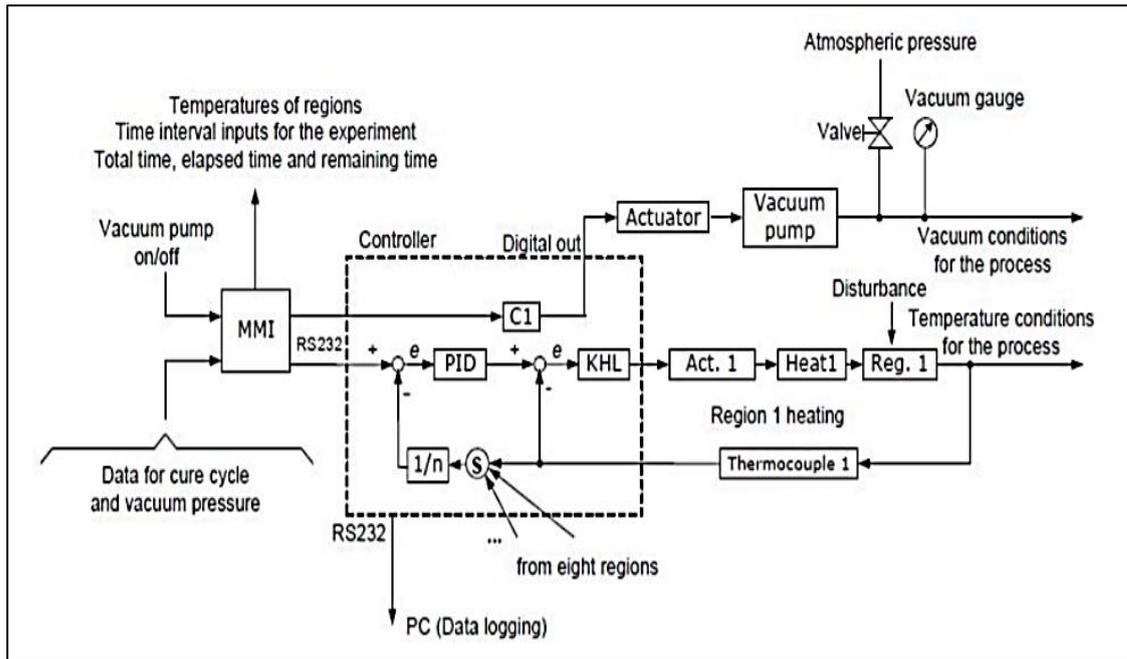 Atmospheric pressure
Temperatures of regions
Time interval inputs for the experiment
Total time, elapsed time and remaining time
Vacuum gauge
Valve
Vacuum pump
on/off
Controller
Digital out
Actuator
Vacuum
pump
Vacuum conditions
for the process
MMI
C1
Disturbance
Temperature conditions
for the process
RS232
+
e
PID
+
e
KHL
Act. 1
Heat1
Reg. 1
-
-
Region 1 heating
1/n
S
Thermocouple 1
Data for cure cycle
and vacuum pressure
RS232
...
from eight regions
PC (Data logging)